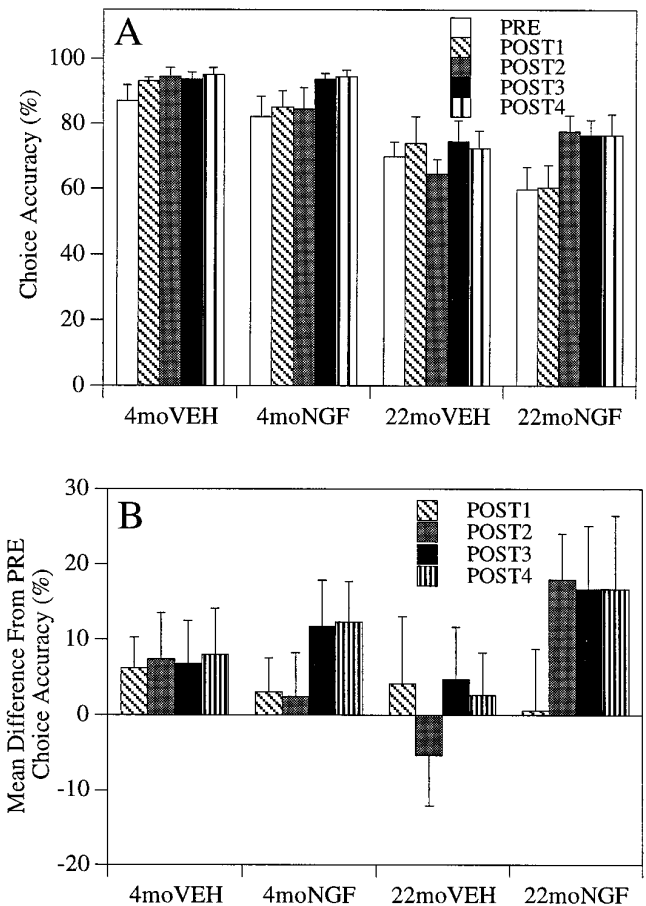 A
PRE
POST1
POST2
POST3
POST4
Choice Accuracy (%)
100
80
60
40
20
0
4moVEH 4moNGF 22moVEH 22moNGF
B
POST1
POST2
POST3
POST4
Mean Difference From PRE
Choice Accuracy (%)
30
20
10
0
-10
-20
4moVEH 4moNGF 22moVEH 22moNGF